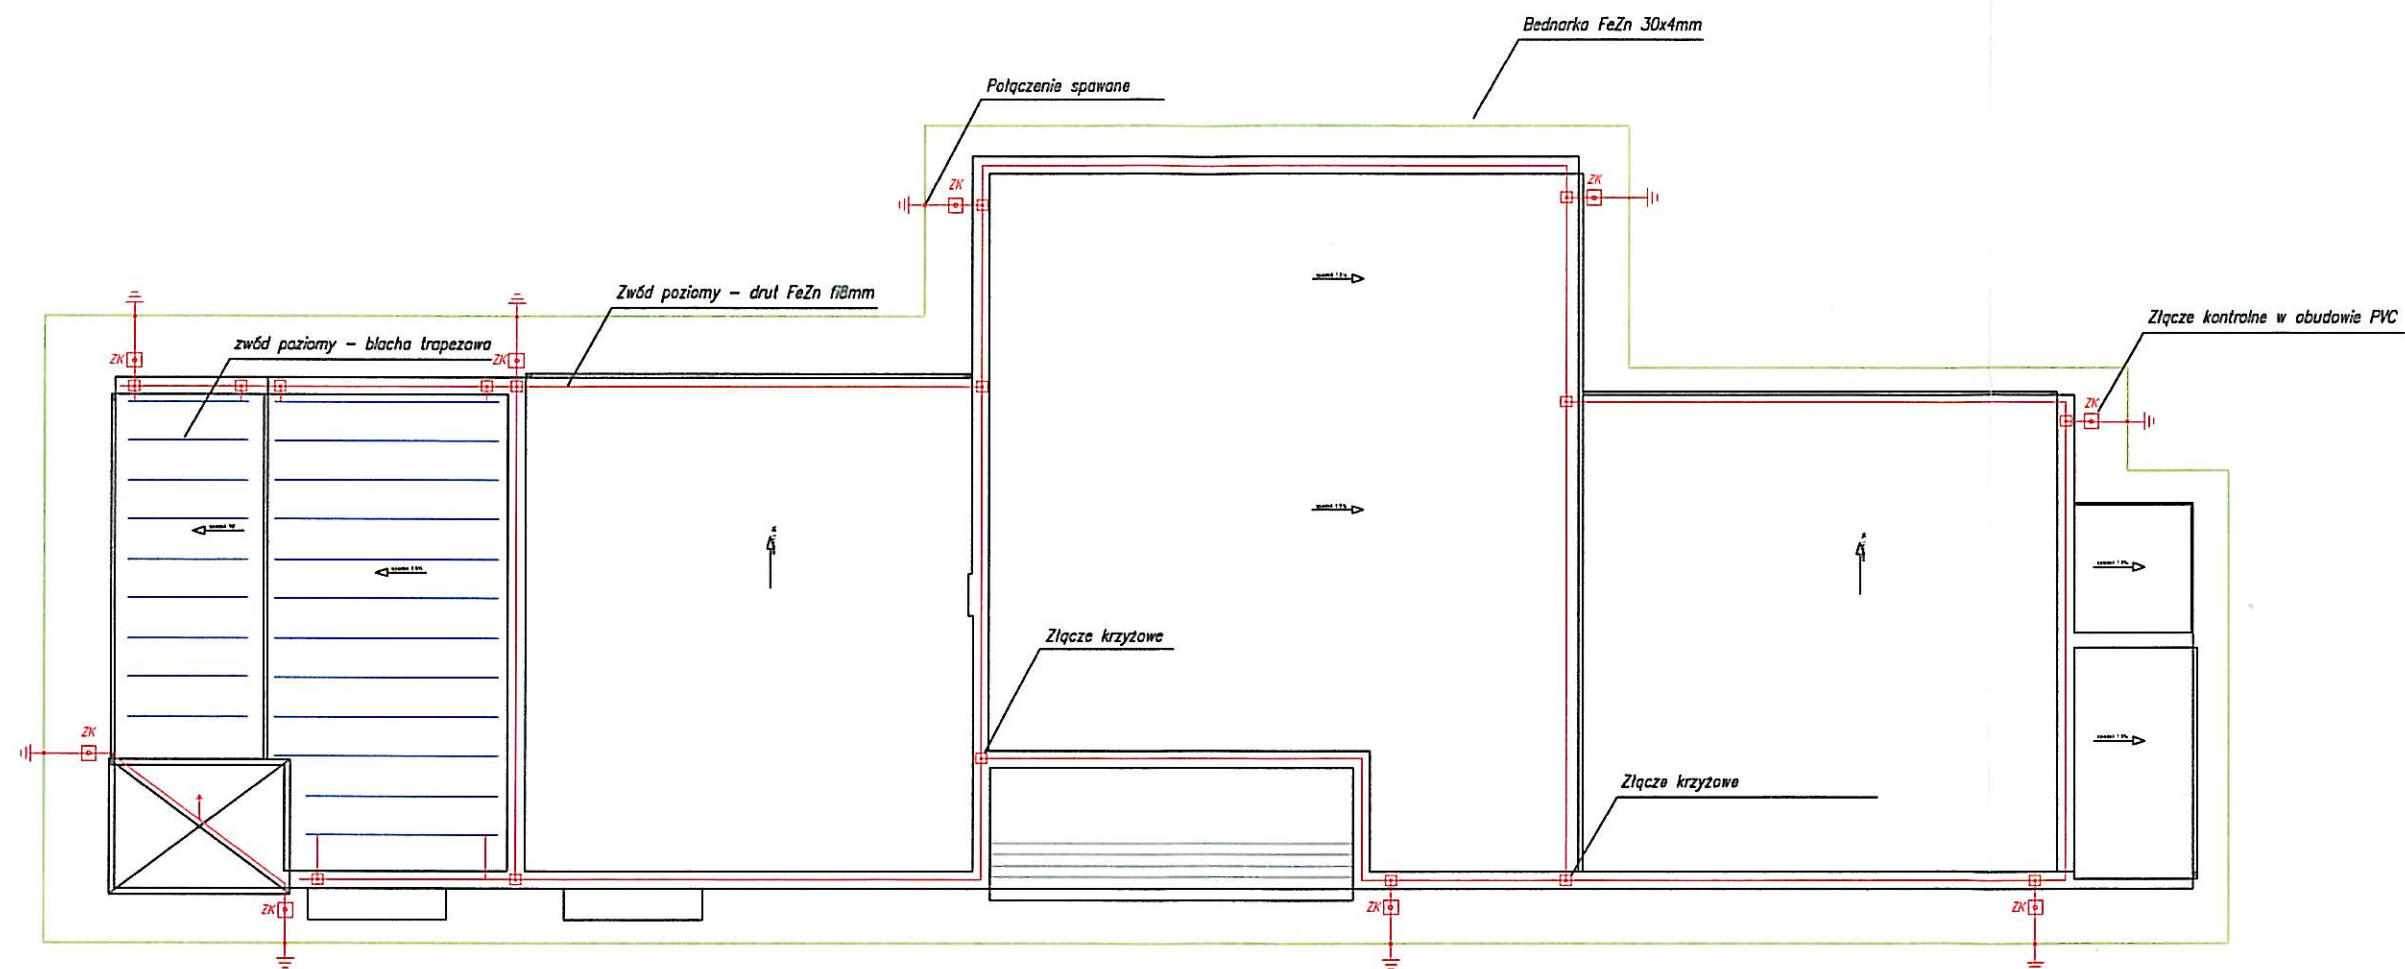 Bednarka FeZn 30x4mm
Połączenie spawane
ZK
ZK
Zwód poziomy - drut FeZn fi8mm
Złącze kontrolne w obudowie PVC
zwód poziomy - blacha trapezowa
ZK
ZK
ZK
Złącze krzyżowe
ZK
Złącze krzyżowe
ZK
ZK
ZK